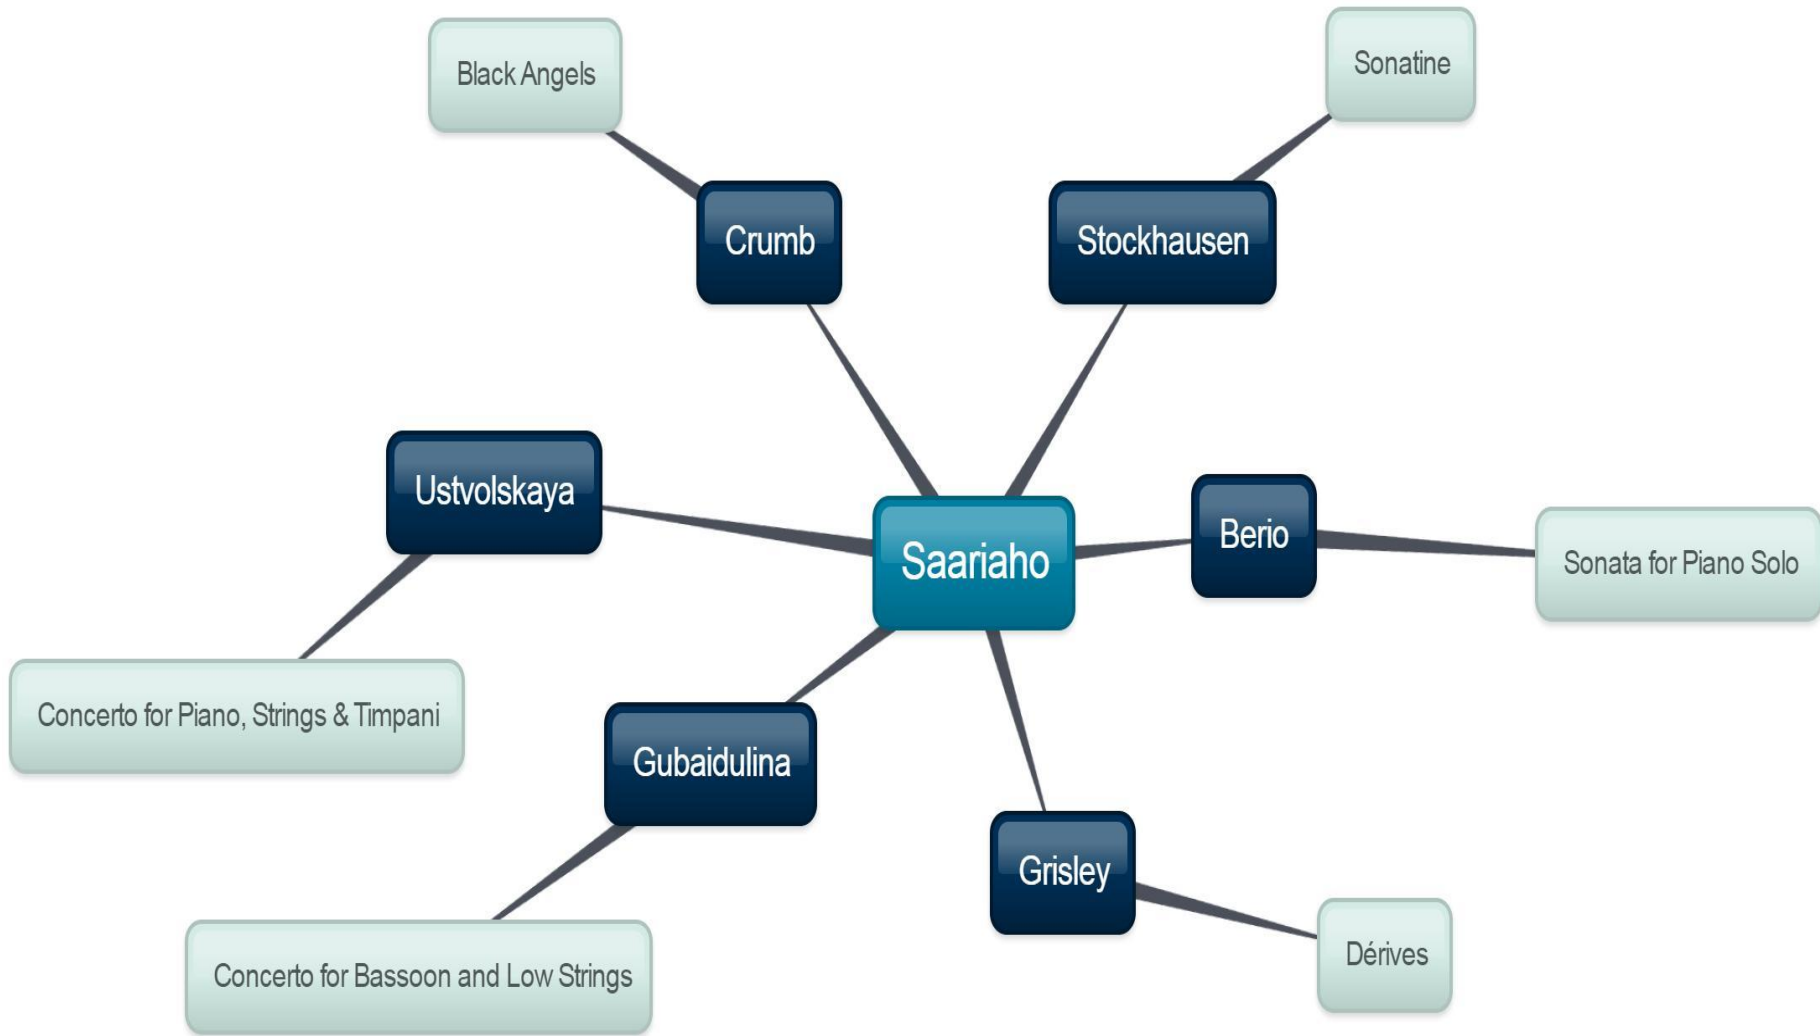 Black Angels
Sonatine
Crumb
Stockhausen
Ustvolskaya
Saariaho
Berio
Sonata for Piano Solo
Concerto for Piano, Strings & Timpani
Gubaidulina
Grisley
Dérives
Concerto for Bassoon and Low Strings